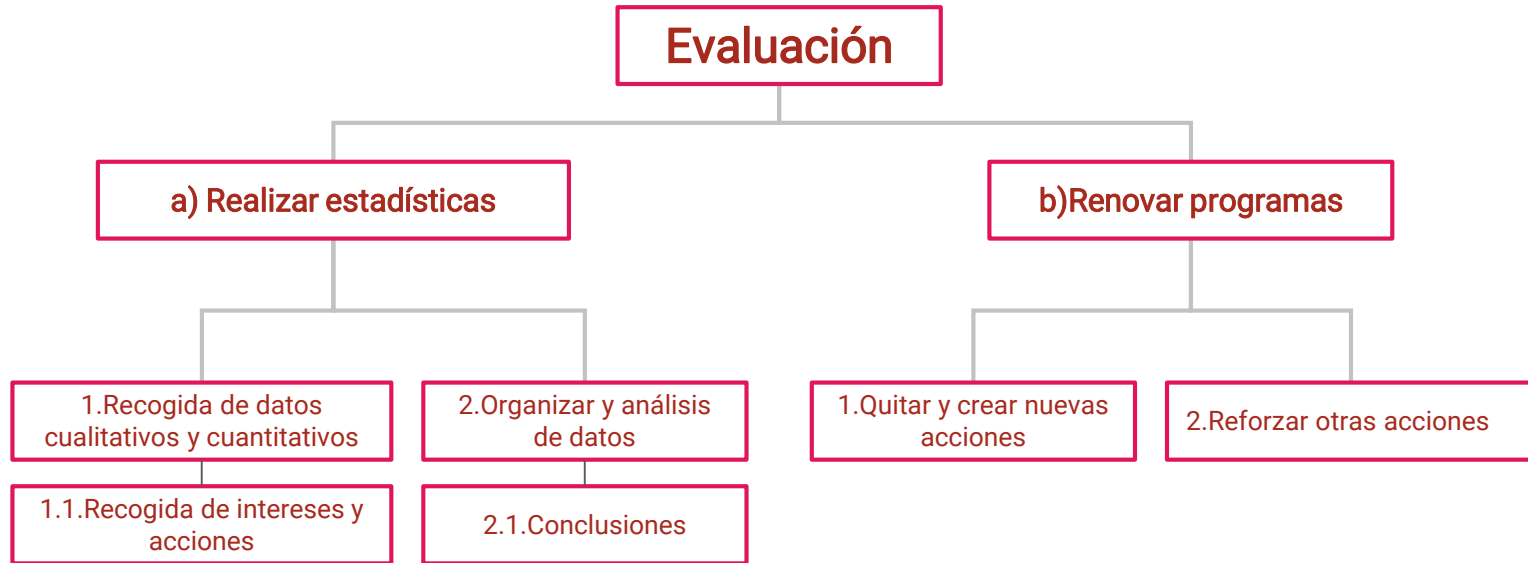 Evaluación
a) Realizar estadísticas
b)Renovar programas
1.Recogida de datos
cualitativos y cuantitativos
2.Organizar y análisis
de datos
1.Quitar y crear nuevas
acciones
2.Reforzar otras acciones
1.1.Recogida de intereses y
acciones
2.1.Conclusiones